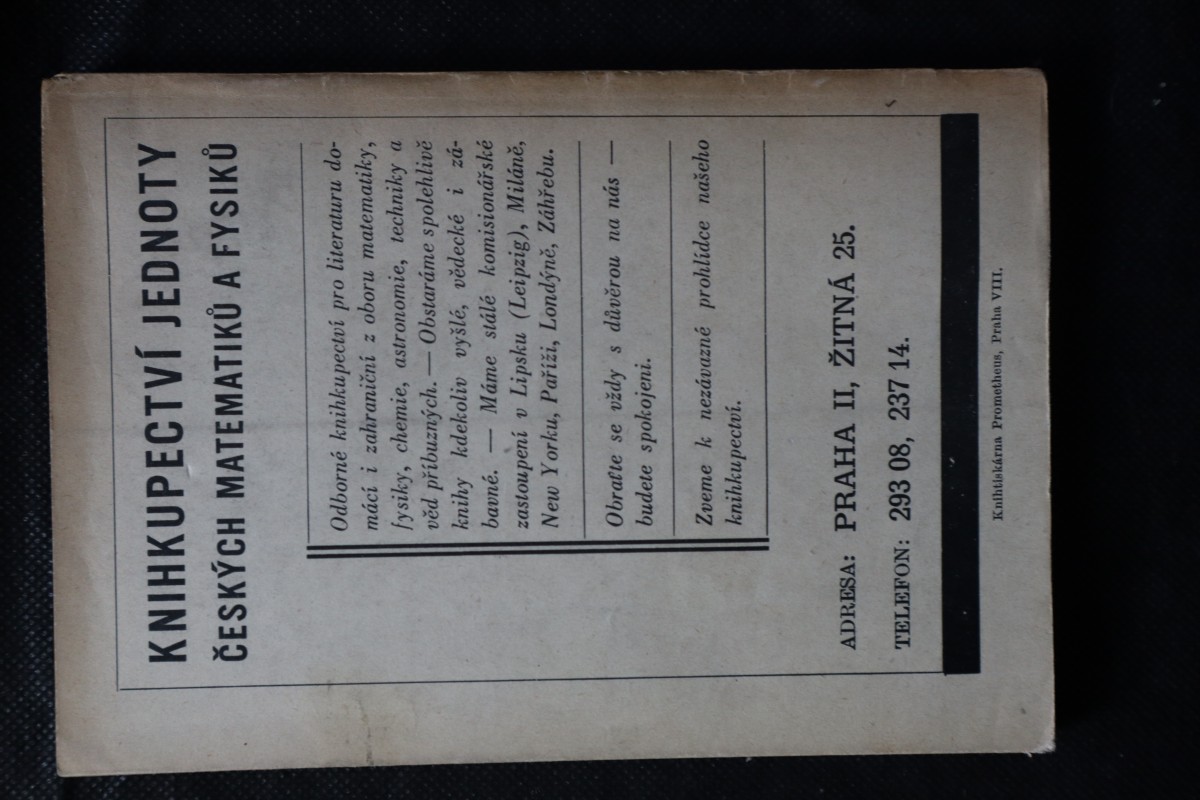 KNIHKUPECTVÍ JEDNOTY
ČESKÝCH MATEMATIKŮ A FYSIKŮ
Odborné knihkupectví pro literaturu do-
mácí i zahraniční z oboru matematiky,
fysiky, chemie, astronomie, techniky a
věd příbuzných. — Obstaráme spolehlivě
knihy kdekoliv vyšlé, vědecké i zá-
bavné. — Máme stálé komisionářské
zastoupení v Lipsku (Leipzig), Miláně,
New Yorku, Paříži, Londýně, Záhřebu.
Obraťte se vždy s důvěrou na nás —
budete spokojeni.
Zveme k nezávazné prohlídce našeho
knihkupectví.
ADRESA: PRAHA II, ŽITNÁ 25.
TELEFON: 293 08, 237 14.
Knihtiskárna Prometheus, Praha VIII.